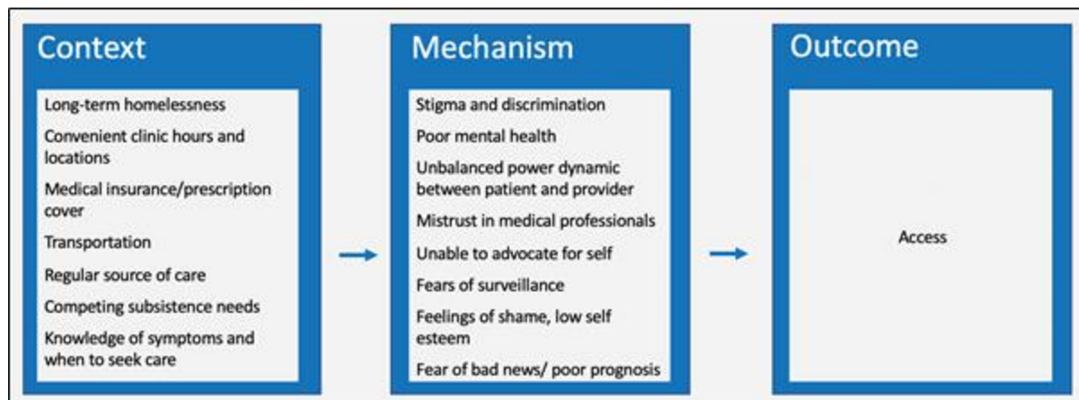 Context
Long-term homelessness
Convenient clinic hours and
locations
Medical insurance/prescription
cover
Transportation
Regular source of care
Competing subsistence needs
Knowledge of symptoms and
when to seek care
Mechanism
Stigma and discrimination
Poor mental health
Unbalanced power dynamic
between patient and provider
Mistrust in medical professionals
Unable to advocate for self
Fears of surveillance
Feelings of shame, low self
esteem
Fear of bad news/ poor prognosis
Outcome
Access